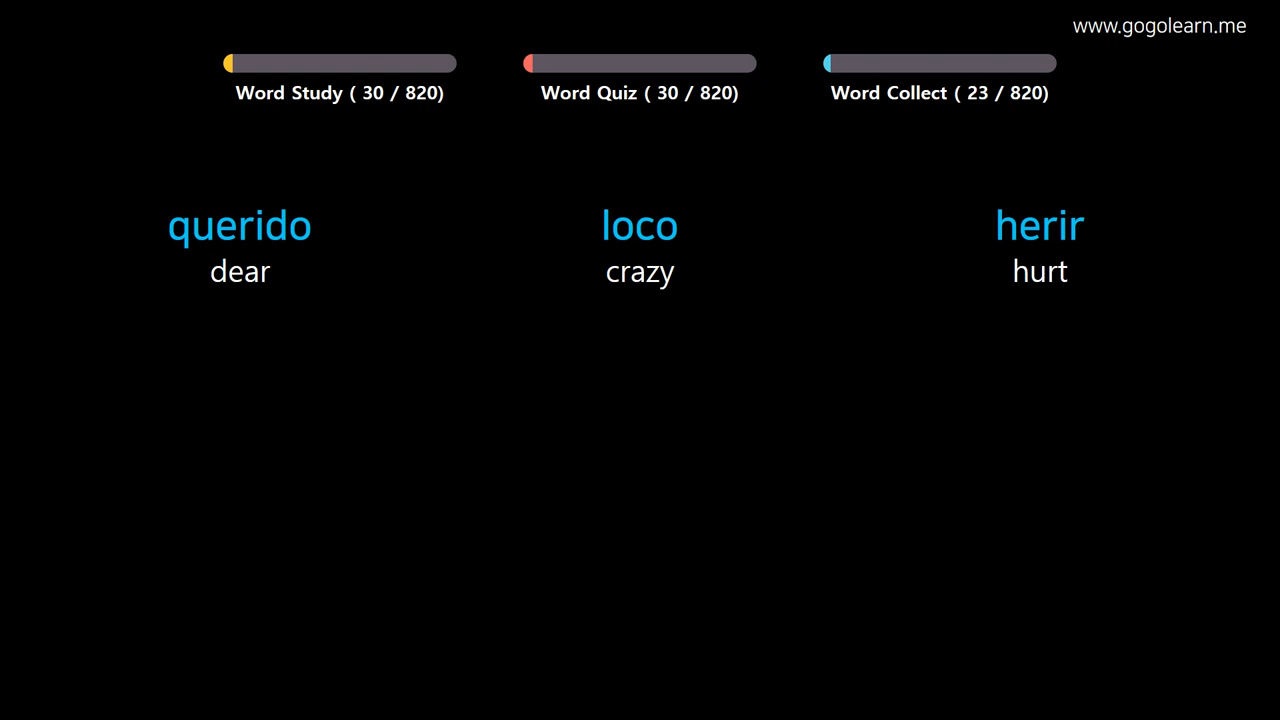 www.gogolearn.me
Word Study ( 30 / 820)
Word Quiz ( 30 / 820)
Word Collect ( 23 / 820)
querido
dear
loco
crazy
herir
hurt